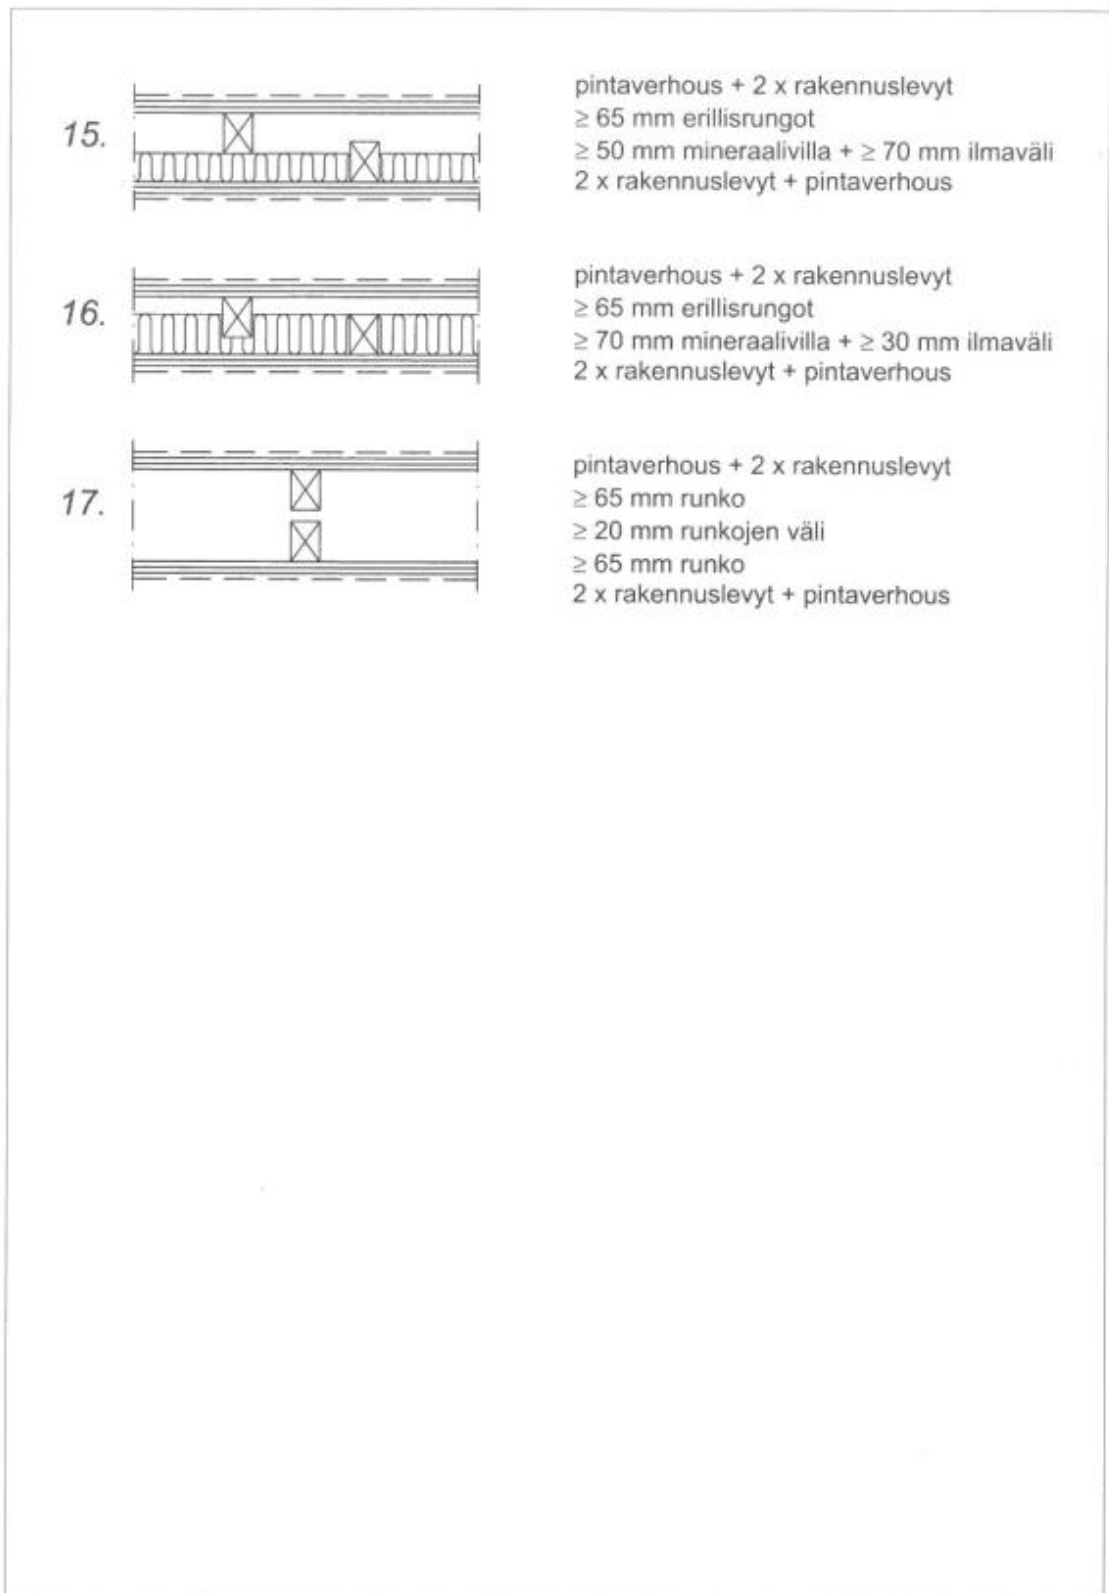 15.
pintaverhous + 2 x rakennuslevyt
≥ 65 mm erillisrungot
≥ 50 mm mineraalivilla + ≥ 70 mm ilmaväli
2 x rakennuslevyt + pintaverhous
16.
pintaverhous + 2 x rakennuslevyt
≥ 65 mm erillisrungot
≥ 70 mm mineraalivilla + ≥ 30 mm ilmaväli
2 x rakennuslevyt + pintaverhous
17.
pintaverhous + 2 x rakennuslevyt
≥ 65 mm runko
≥ 20 mm runkojen väli
≥ 65 mm runko
2 x rakennuslevyt + pintaverhous